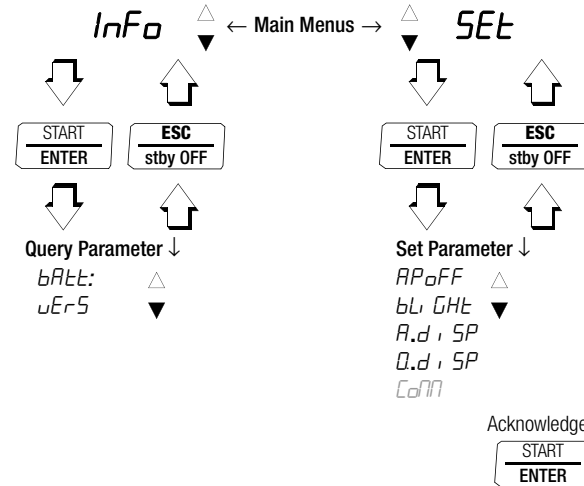 InFo △ ▼ ← Main Menus → △ ▼ SEt
START
ENTER
ESC
stby OFF
START
ENTER
ESC
stby OFF
Query Parameter ↓
bAtt: △
vErS ▼
Set Parameter ↓
APoFF △
bLiGHt ▼
A.diSP
0.diSP
CoMM
Acknowledge
START
ENTER